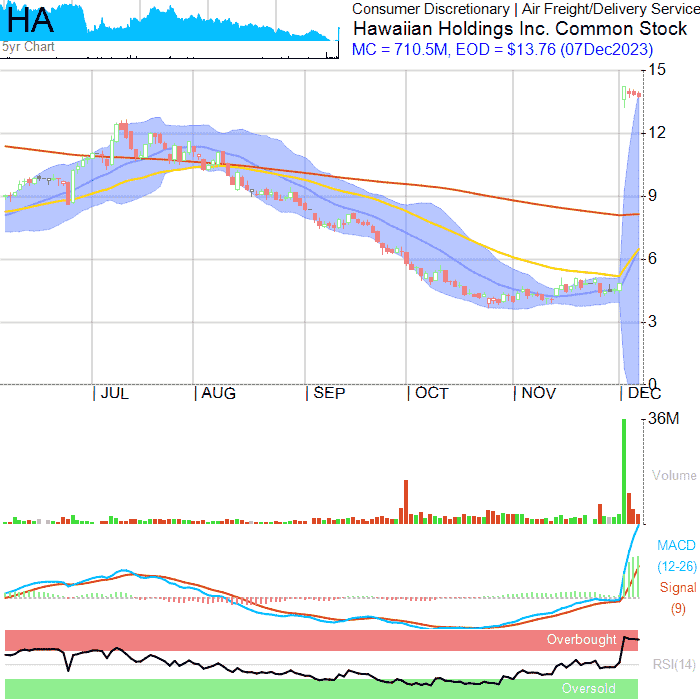 HA
5yr Chart
Consumer Discretionary | Air Freight/Delivery Service
Hawaiian Holdings Inc. Common Stock
MC = 710.5M, EOD = $13.76 (07Dec2023)
15
12
9
6
3
0
JUL AUG SEP OCT NOV DEC
36M
Volume
MACD
(12-26)
Signal
(9)
Overbought
RSI(14)
Oversold